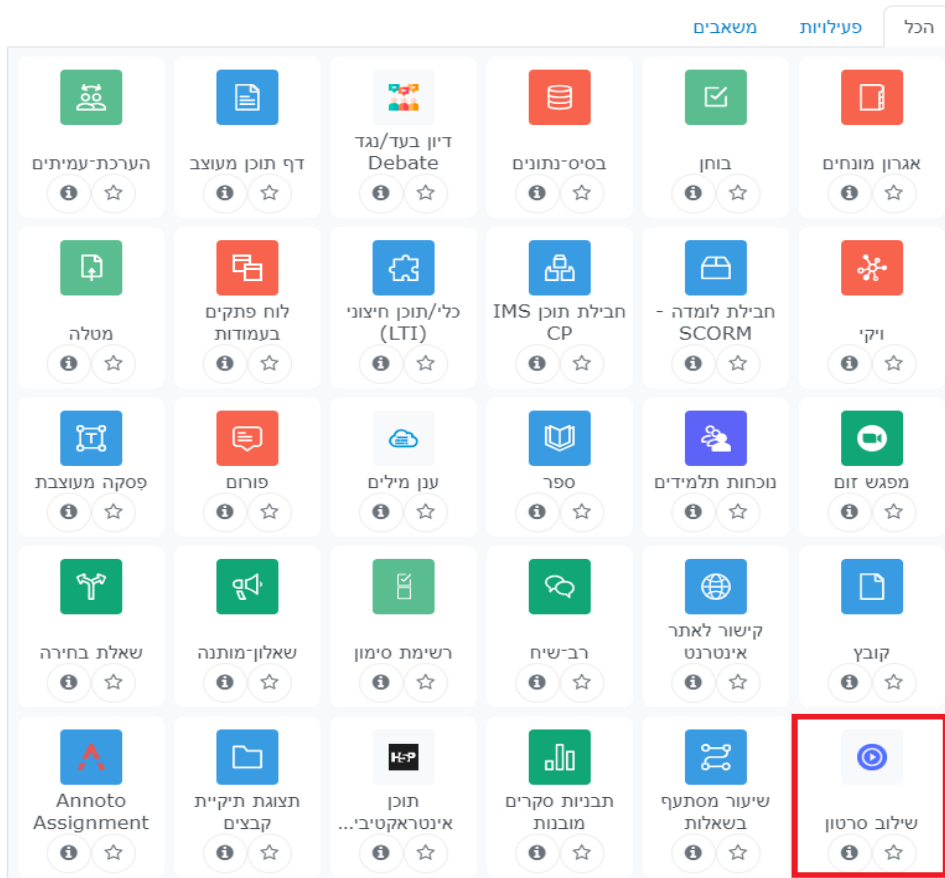 הכל
פעילויות
משאבים
אגרון מונחים
בוחן
בסיס-נתונים
דיון בעד/נגד
Debate
דף תוכן מעוצב
הערכת-עמיתים
ויקי
חבילת לומדה -
SCORM
חבילת תוכן IMS
CP
כלי/תוכן חיצוני
(LTI)
לוח פתקים
בעמודות
מטלה
מפגש זום
נוכחות תלמידים
ספר
ענן מילים
פורום
פַסקה מעוצבת
קובץ
קישור לאתר
אינטרנט
רב-שיח
רשימת סימון
שאלון-מותנה
שאלת בחירה
שילוב סרטון
שיעור מסתעף
בשאלות
תבניות סקרים
מובנות
H5P
תוכן
אינטראקטיבי...
תצוגת תיקיית
קבצים
Annoto
Assignment